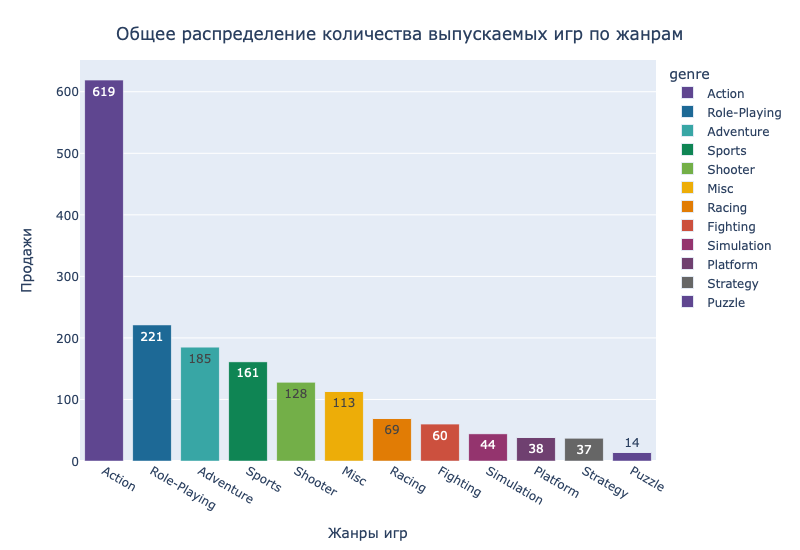 Общее распределение количества выпускаемых игр по жанрам
genre
Action
Role-Playing
Adventure
Sports
Shooter
Misc
Racing
Fighting
Simulation
Platform
Strategy
Puzzle
Продажи
600
500
400
300
200
100
0
619
221
185
161
128
113
69
60
44
38
37
14
Action
Role-Playing
Adventure
Sports
Shooter
Misc
Racing
Fighting
Simulation
Platform
Strategy
Puzzle
Жанры игр